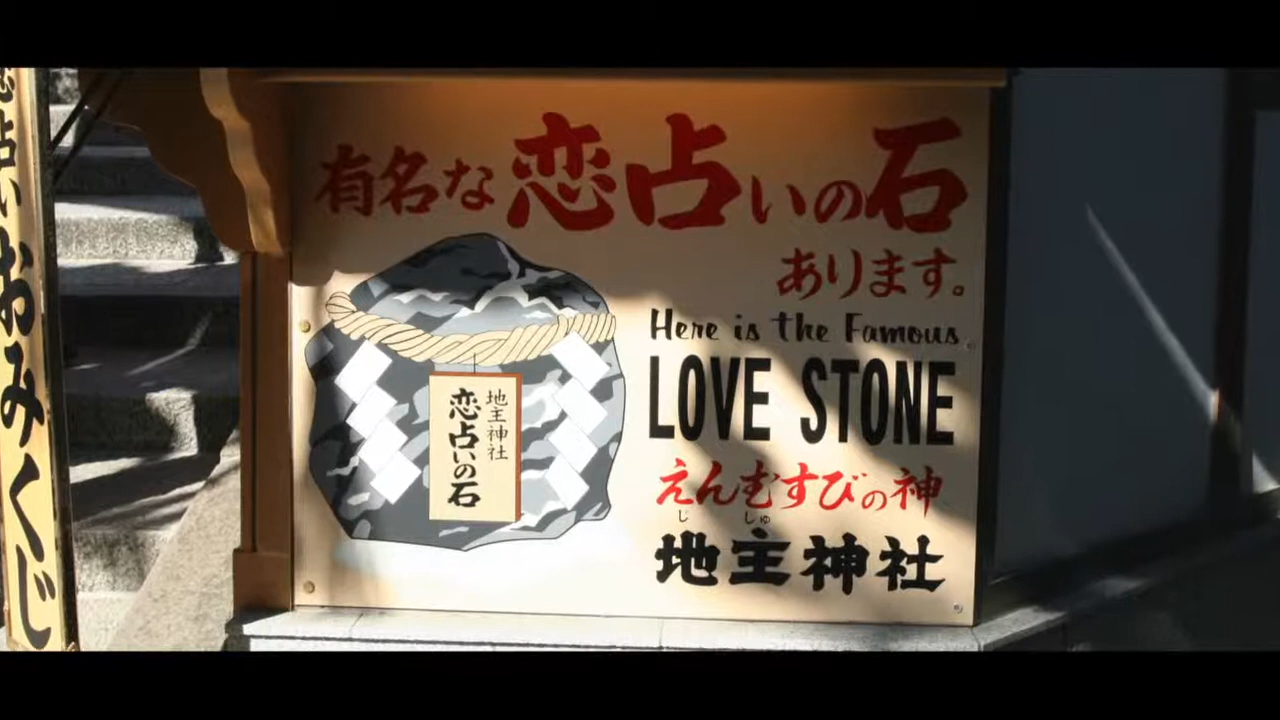 恋占い おみくじ
有名な恋占いの石
あります。
Here is the Famous
LOVE STONE
えんむすびの神
じ しゅ
地主神社
地主神社
恋占いの石